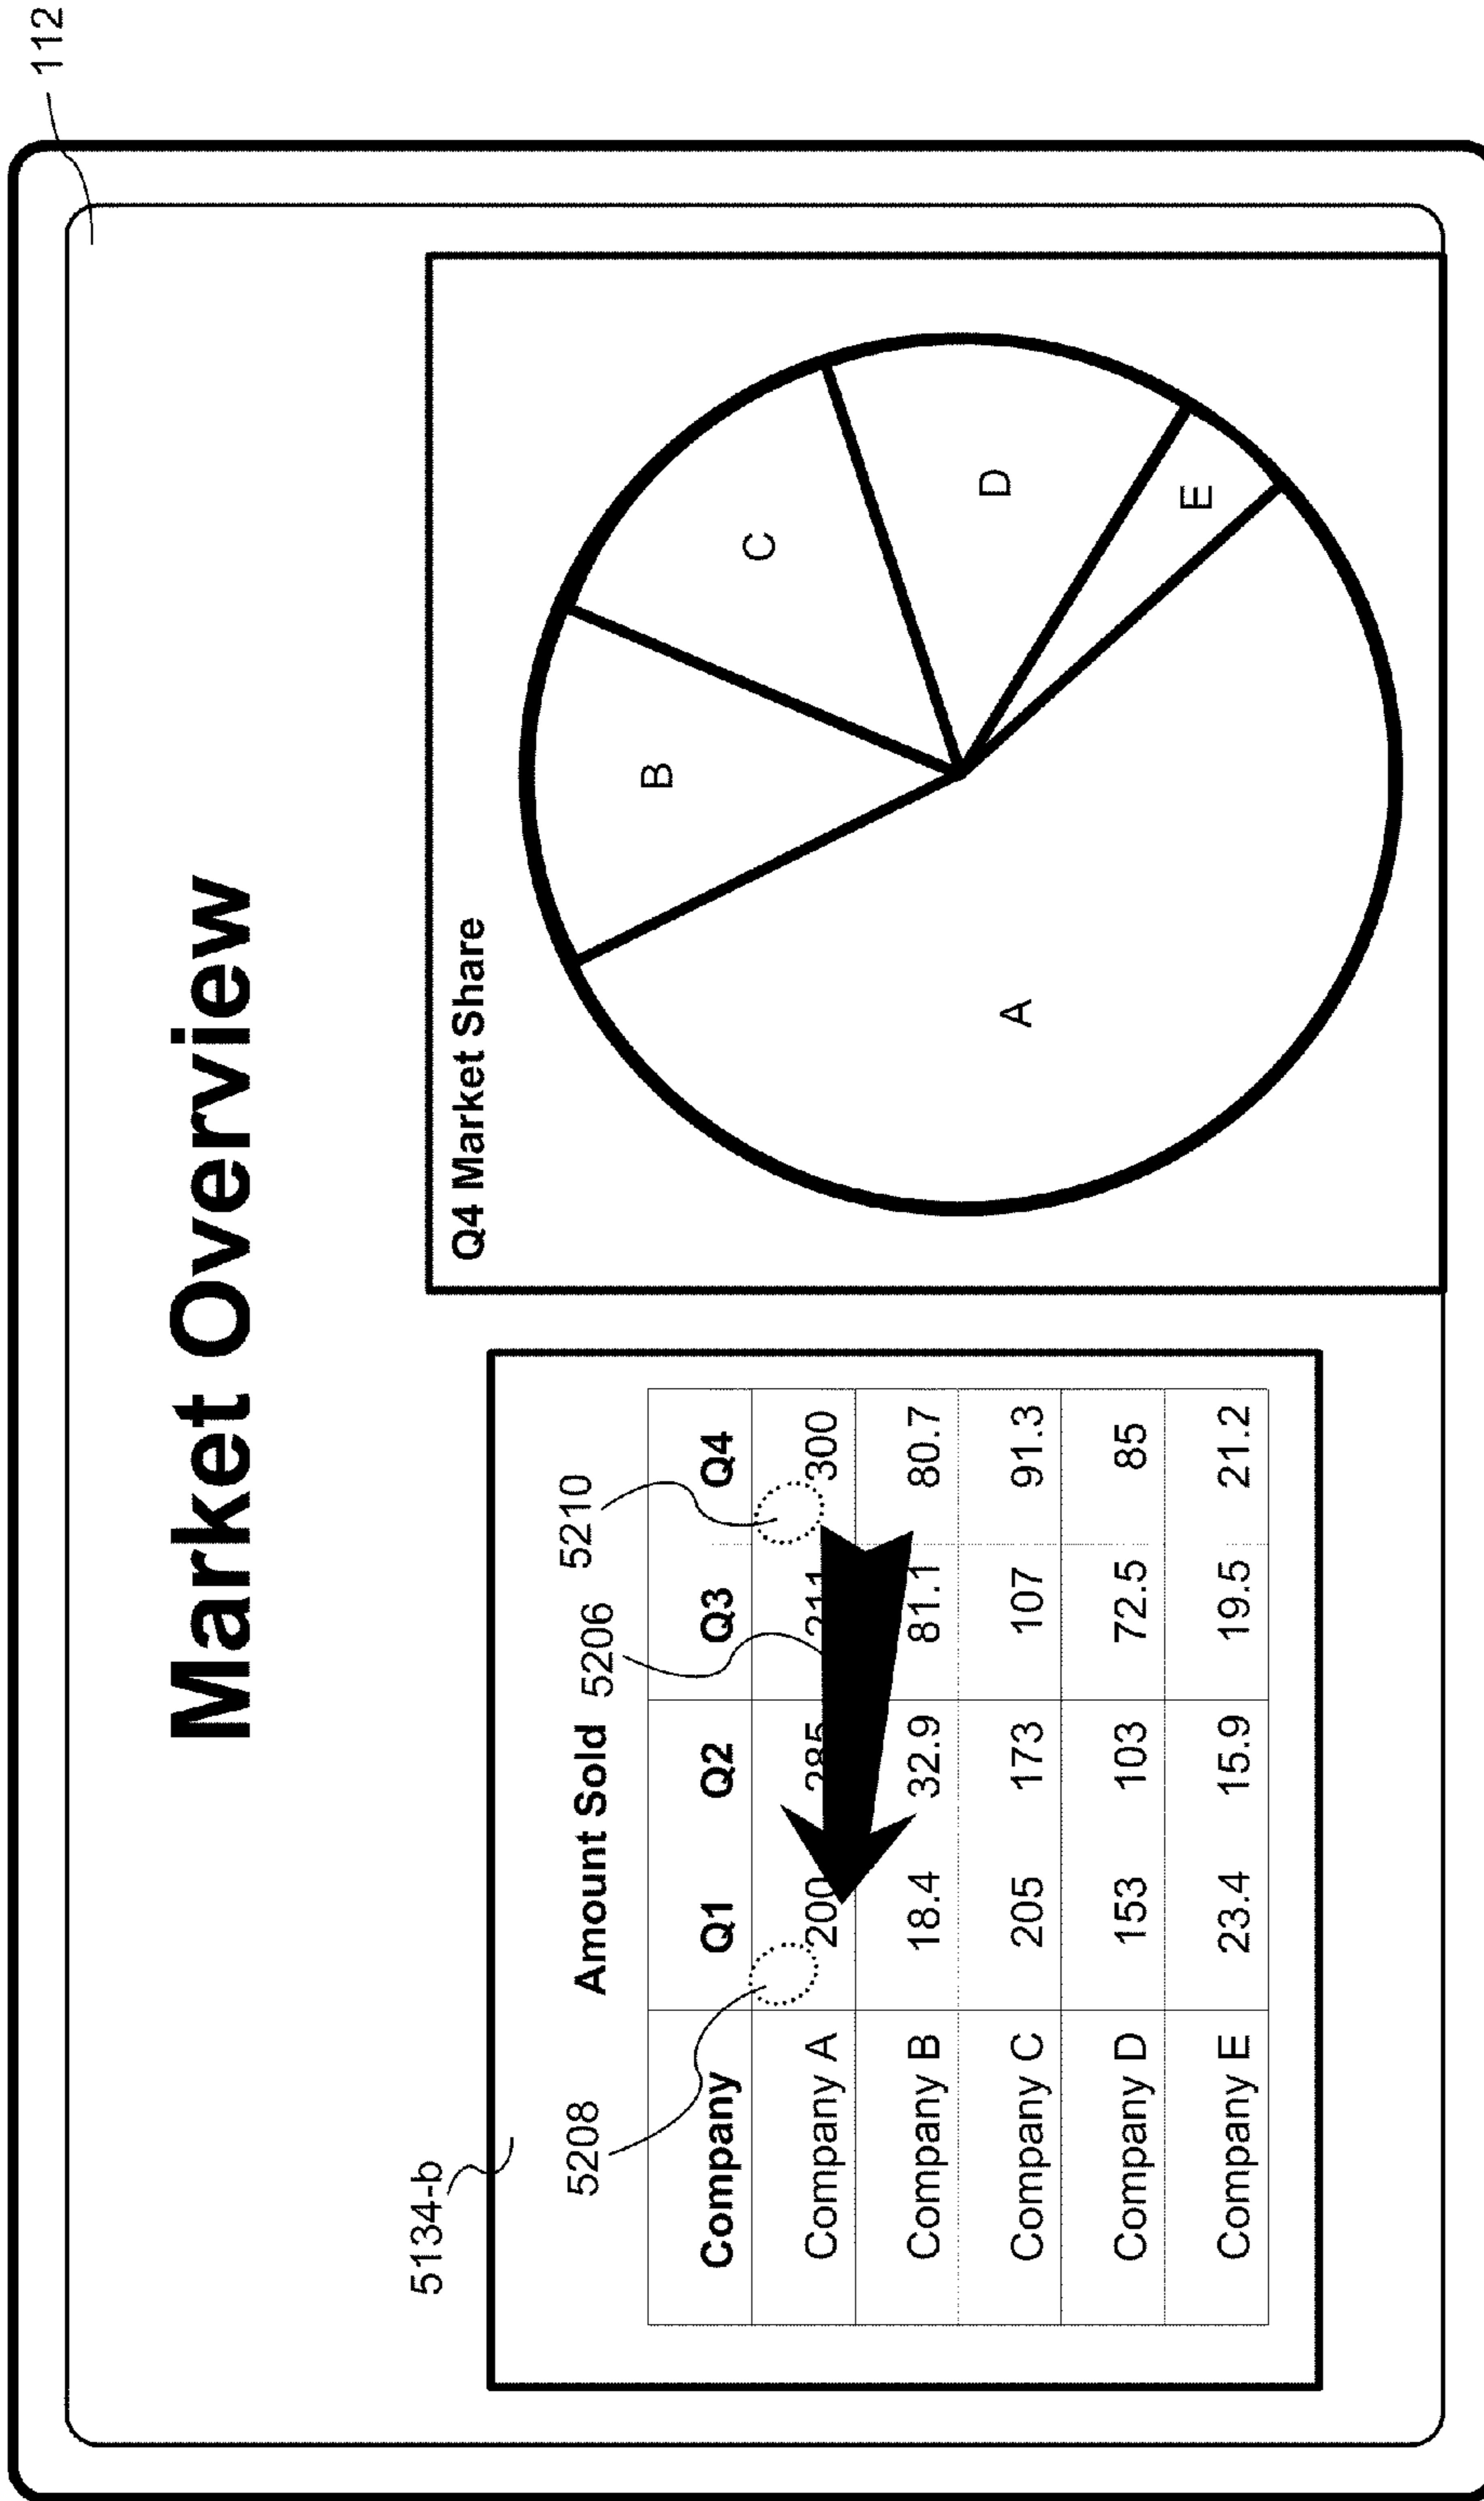 112
Market Overview
5134-b
5208
Amount Sold
5206
5210
Company Q1 Q2 Q3 Q4
Company A 200 300
Company B 18.4 32.9 81.1 80.7
Company C 205 173 107 91.3
Company D 153 103 72.5 85
Company E 23.4 15.9 19.5 21.2
Q4 Market Share
A
B
C
D
E